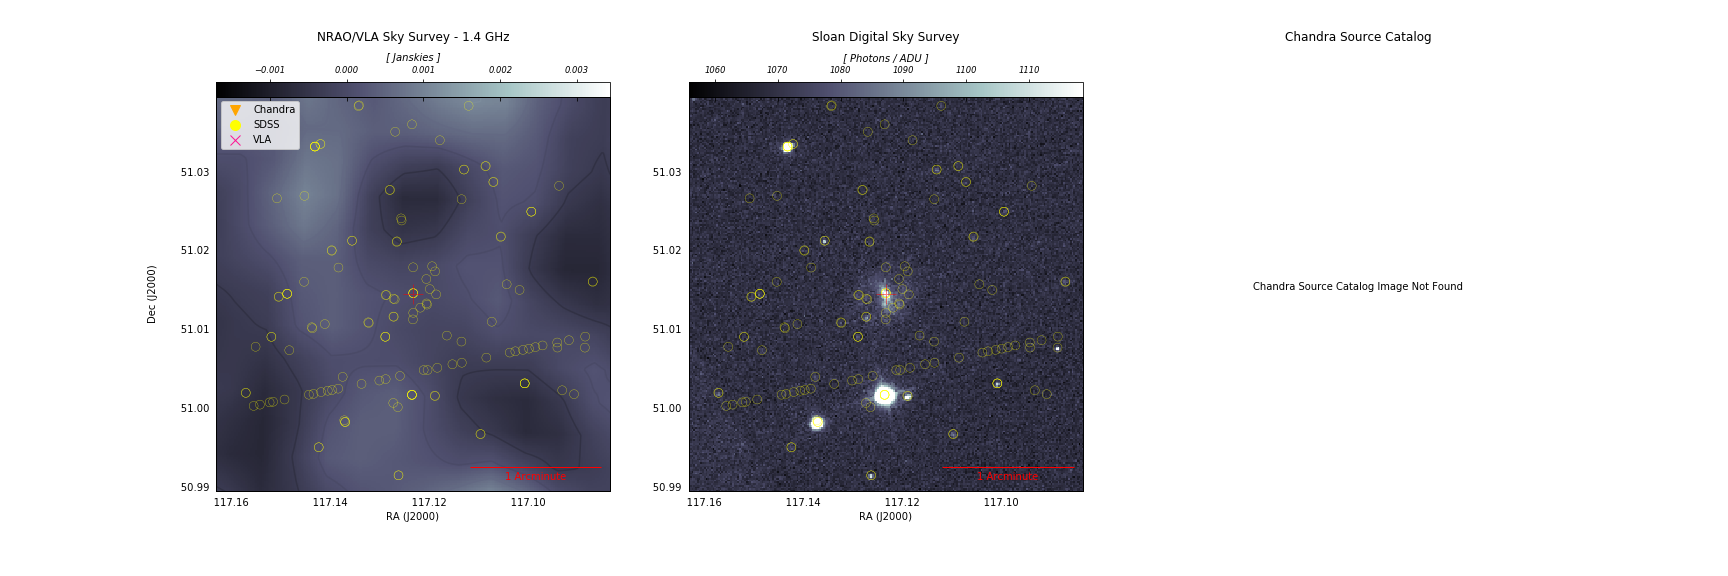 NRAO/VLA Sky Survey - 1.4 GHz
[ Janskies ]
−0.001 0.000 0.001 0.002 0.003
Chandra
SDSS
VLA
51.03
51.02
51.01
51.00
50.99
Dec (J2000)
1 Arcminute
117.16 117.14 117.12 117.10
RA (J2000)
Sloan Digital Sky Survey
[ Photons / ADU ]
1060 1070 1080 1090 1100 1110
51.03
51.02
51.01
51.00
50.99
1 Arcminute
117.16 117.14 117.12 117.10
RA (J2000)
Chandra Source Catalog
Chandra Source Catalog Image Not Found